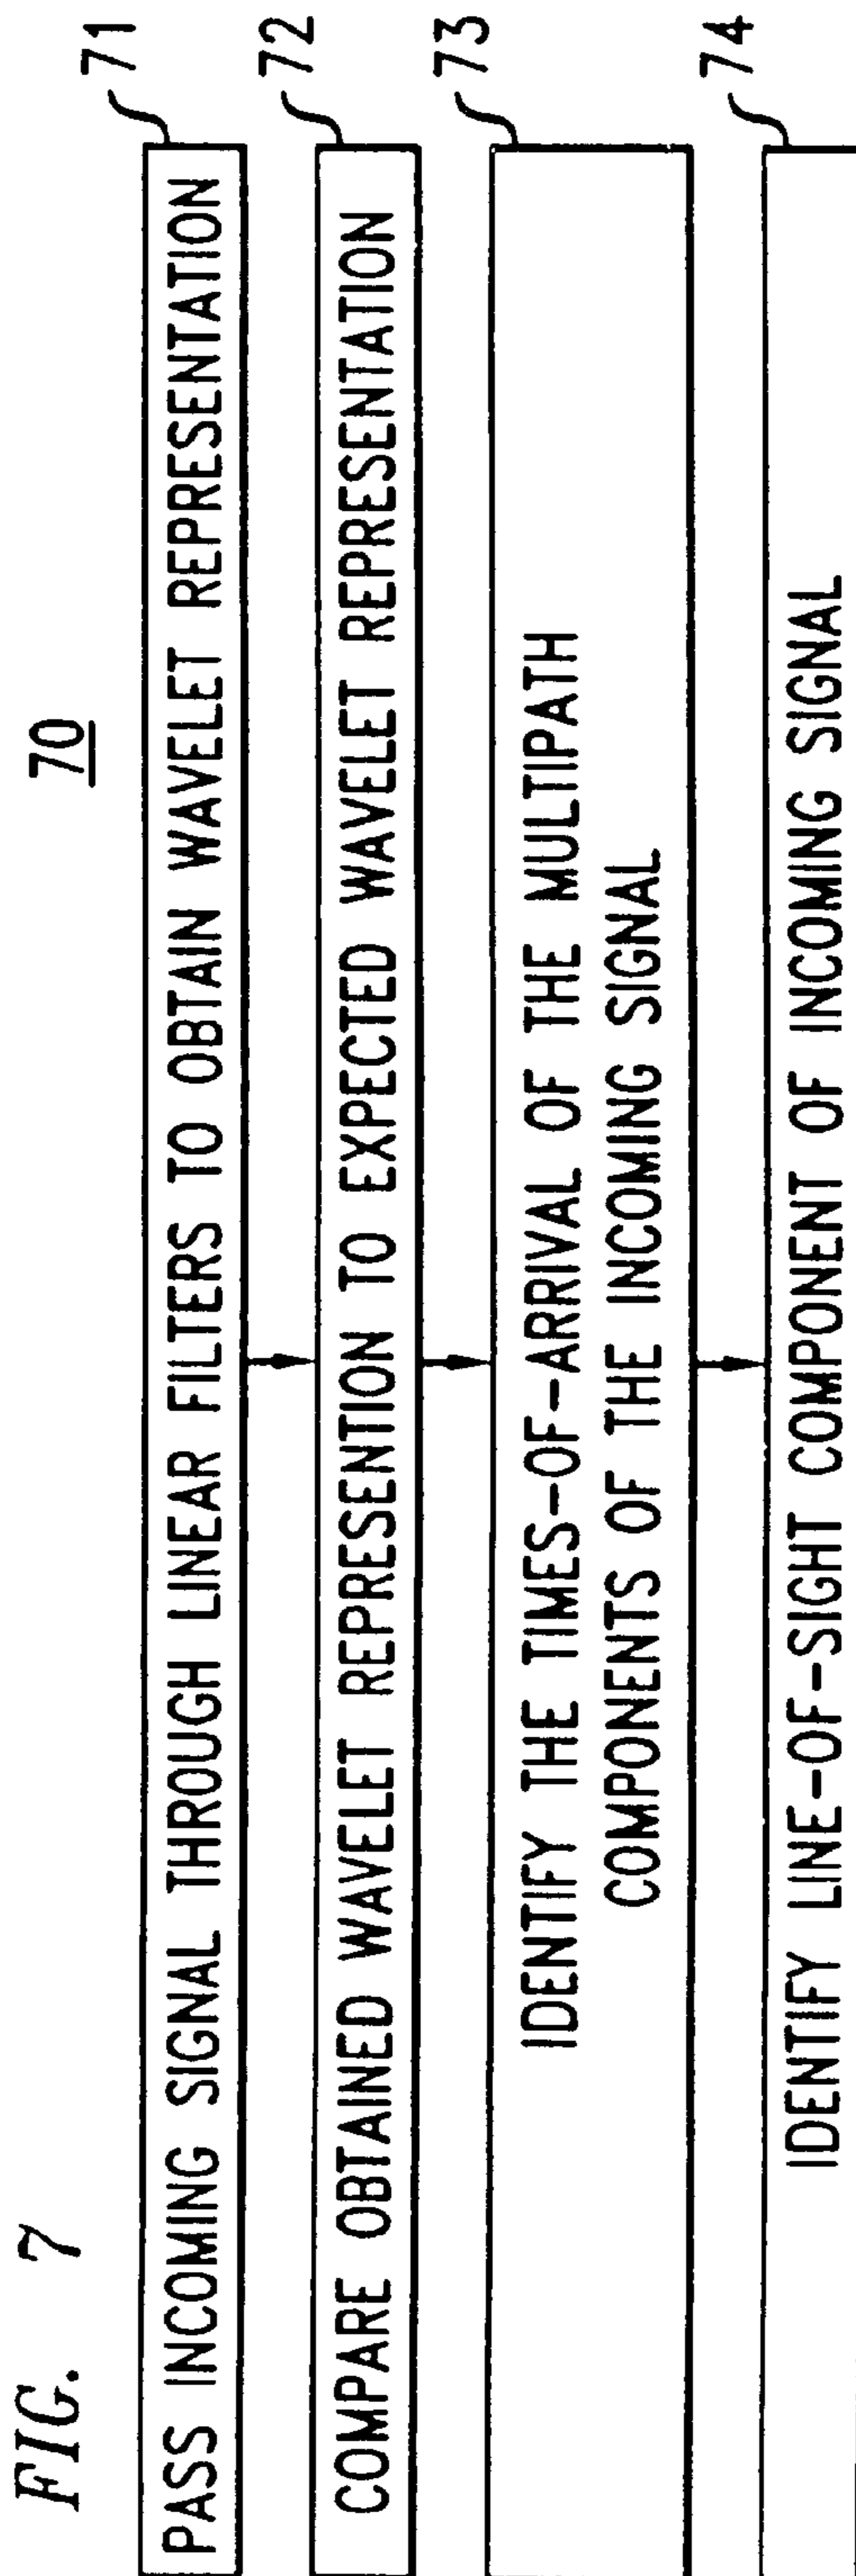 FIG. 7
70
PASS INCOMING SIGNAL THROUGH LINEAR FILTERS TO OBTAIN WAVELET REPRESENTATION
71
COMPARE OBTAINED WAVELET REPRESENTION TO EXPECTED WAVELET REPRESENTATION
72
IDENTIFY THE TIMES-OF-ARRIVAL OF THE MULTIPATH
COMPONENTS OF THE INCOMING SIGNAL
73
IDENTIFY LINE-OF-SIGHT COMPONENT OF INCOMING SIGNAL
74